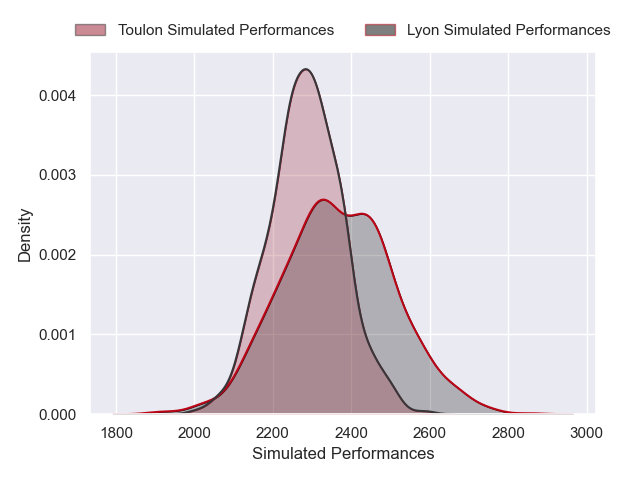 Toulon Simulated Performances
Lyon Simulated Performances
0.004
0.003
0.002
0.001
0.000
Density
1800 2000 2200 2400 2600 2800 3000
Simulated Performances